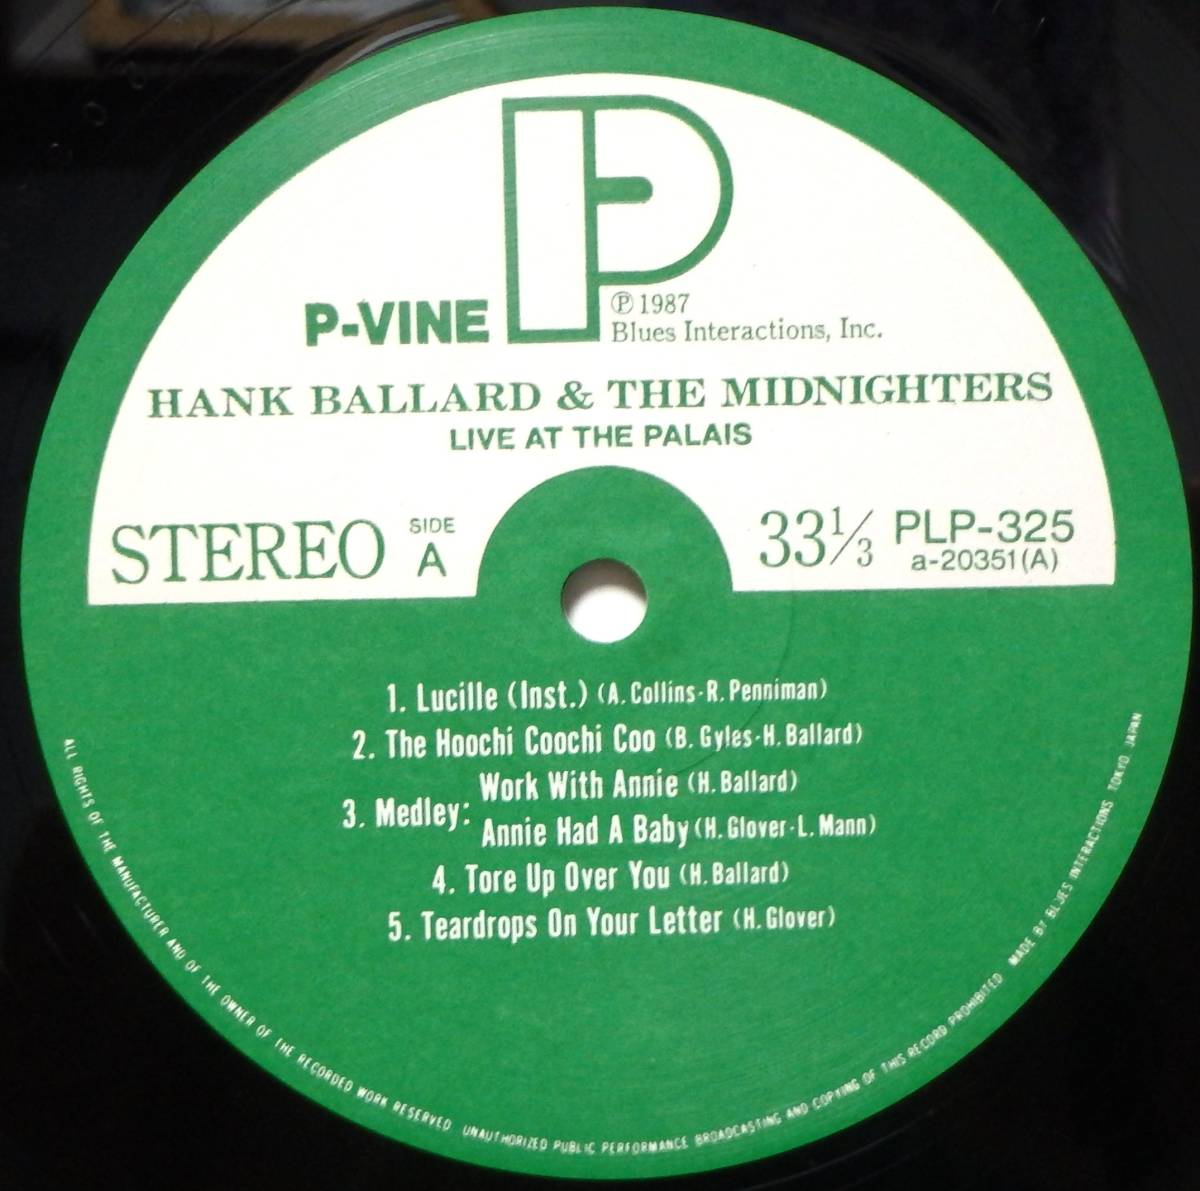 P-VINE
℗ 1987
Blues Interactions, Inc.
HANK BALLARD & THE MIDNIGHTERS
LIVE AT THE PALAIS
STEREO
SIDE
A
33⅓
PLP-325
a-20351(A)
1. Lucille (Inst.) (A. Collins-R. Penniman)
2. The Hoochi Coochi Coo (B. Gyles-H. Ballard)
3. Medley: Work With Annie (H. Ballard)
Annie Had A Baby (H. Glover-L. Mann)
4. Tore Up Over You (H. Ballard)
5. Teardrops On Your Letter (H. Glover)
ALL RIGHTS OF THE MANUFACTURER AND OF THE OWNER OF THE RECORDED WORK RESERVED UNAUTHORIZED PUBLIC PERFORMANCE BROADCASTING AND COPYING OF THIS RECORD PROHIBITED MADE BY BLUES INTERACTIONS TOKYO JAPAN